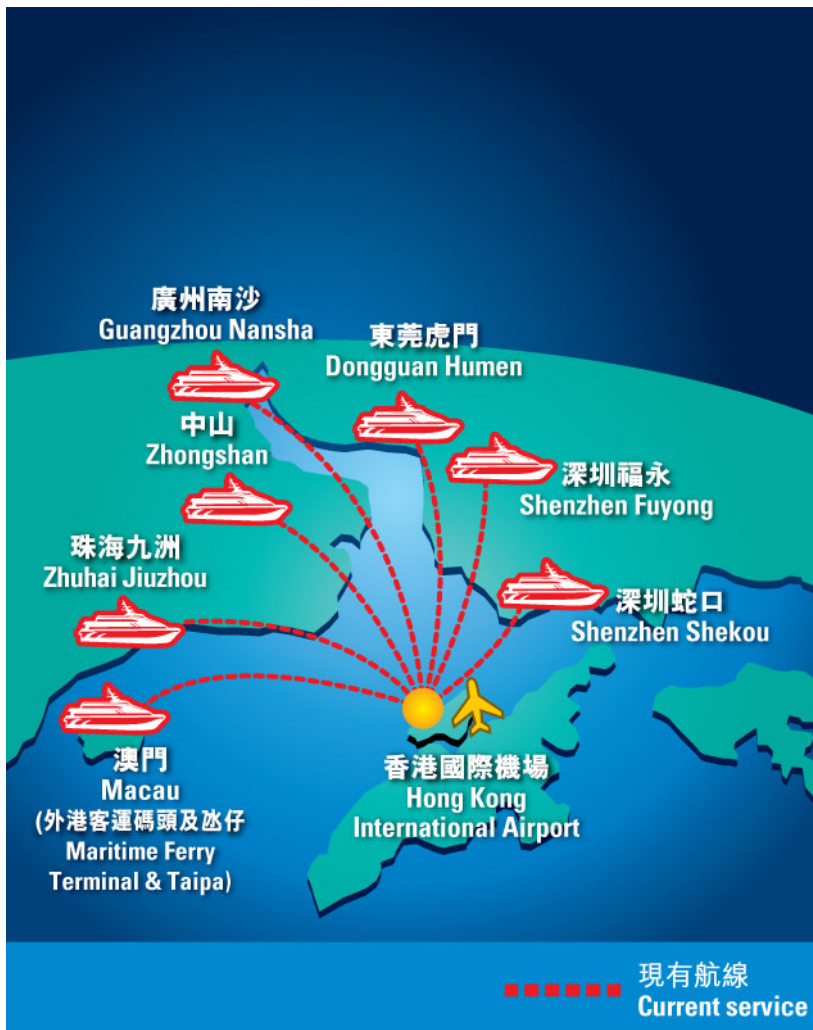 廣州南沙
Guangzhou Nansha
東莞虎門
Dongguan Humen
中山
Zhongshan
深圳福永
Shenzhen Fuyong
珠海九洲
Zhuhai Jiuzhou
深圳蛇口
Shenzhen Shekou
澳門
Macau
(外港客運碼頭及氹仔
Maritime Ferry
Terminal & Taipa)
香港國際機場
Hong Kong
International Airport
現有航線
Current service